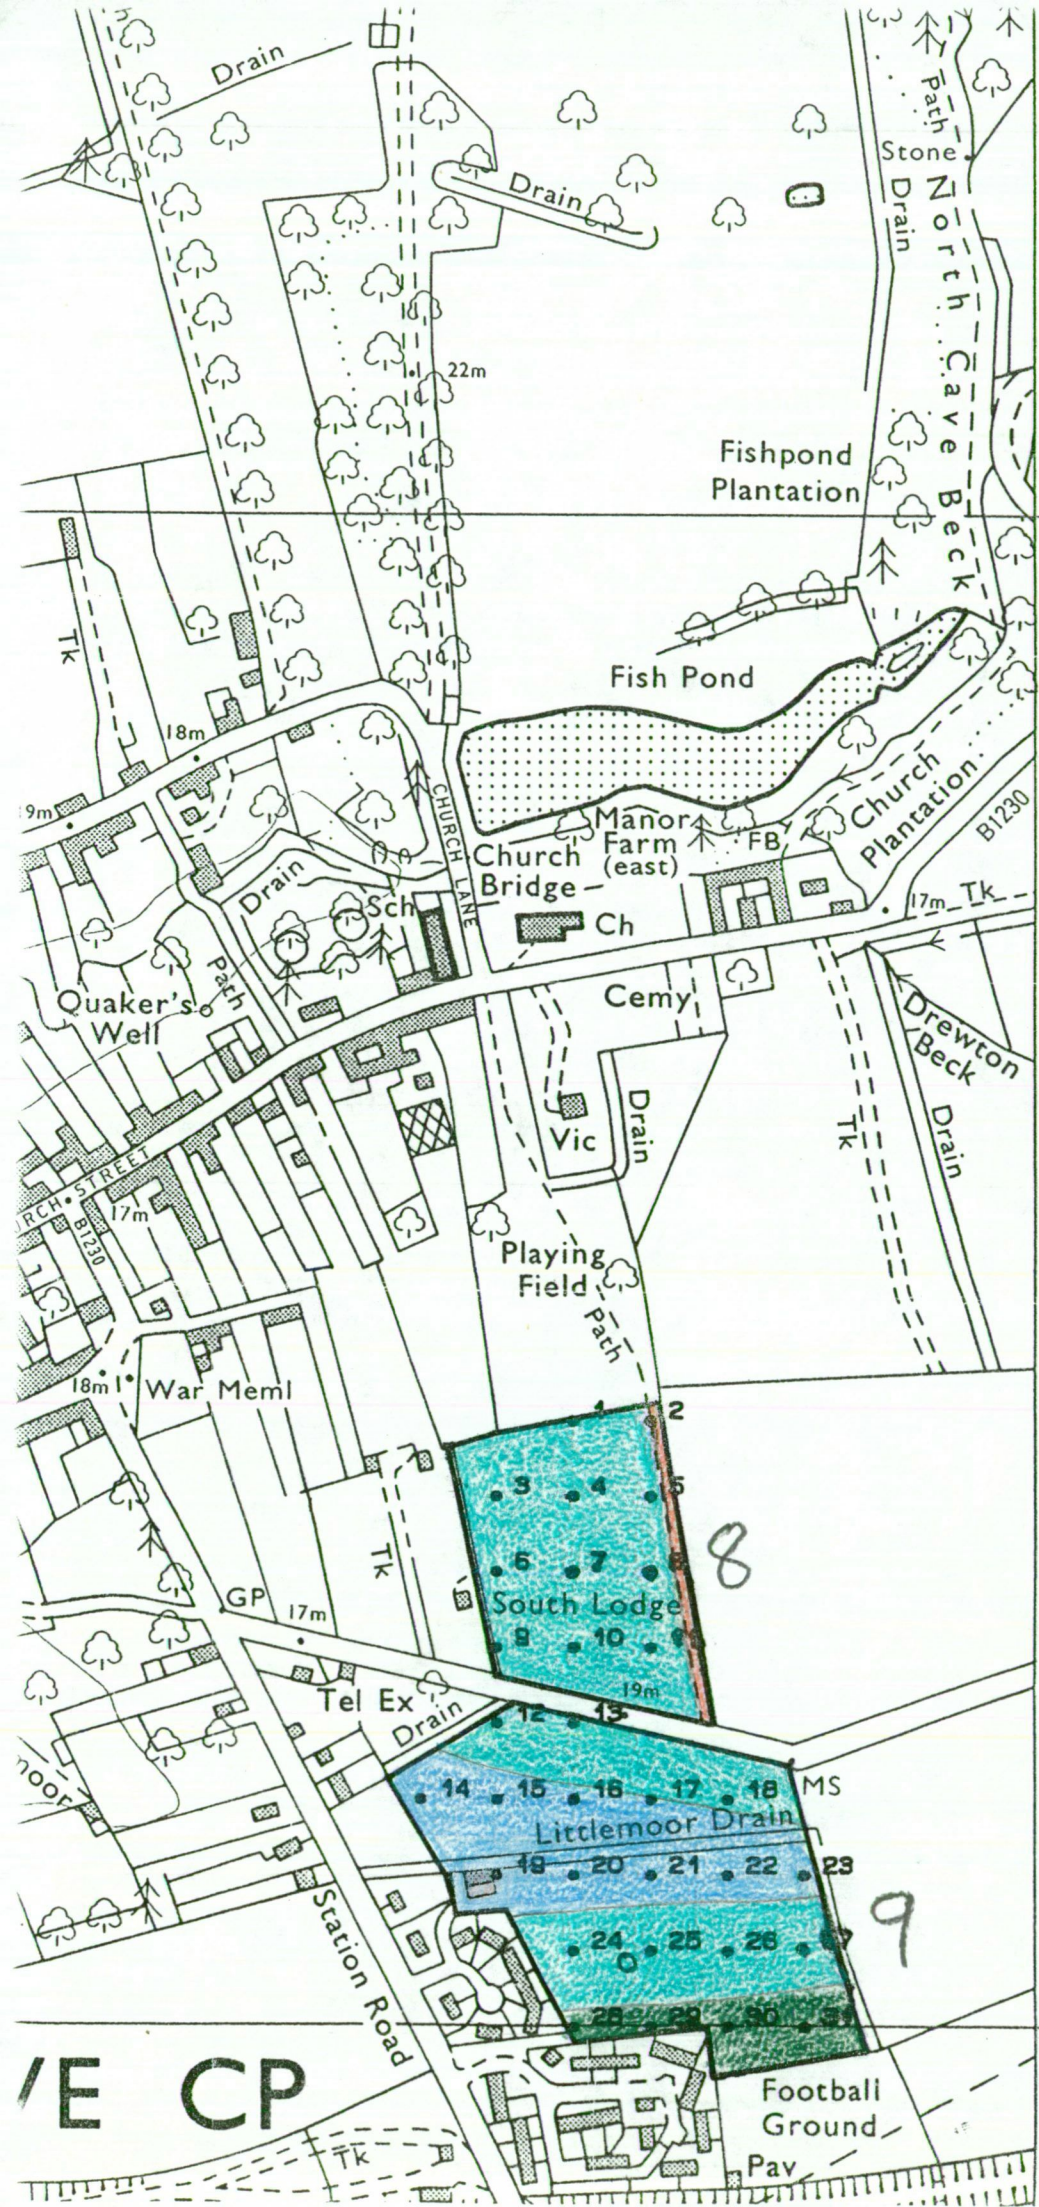 Drain
Path
Stone
Drain
Drain
North Cave Beck
22m
Fishpond
Plantation
Tk
Fish Pond
18m
19m
CHURCH LANE
Manor
Farm
(east)
FB
Church
Plantation
B1230
Church
Bridge
Drain
Sch
Ch
17m
Tk
Path
Quaker's
Well
Cemy
Drewton
Beck
Drain
Vic
Tk
Drain
URCH STREET
B1230
17m
Playing
Field
Path
18m
War Meml
1
2
3
4
5
8
Tk
6
7
8
GP
South Lodge
17m
9
10
11
19m
Tel Ex
Drain
12
13
MS
moor
14
15
16
17
18
Littlemoor Drain
19
20
21
22
23
9
Station Road
24
25
26
27
28
29
30
31
VE CP
Football
Ground
Tk
Pav